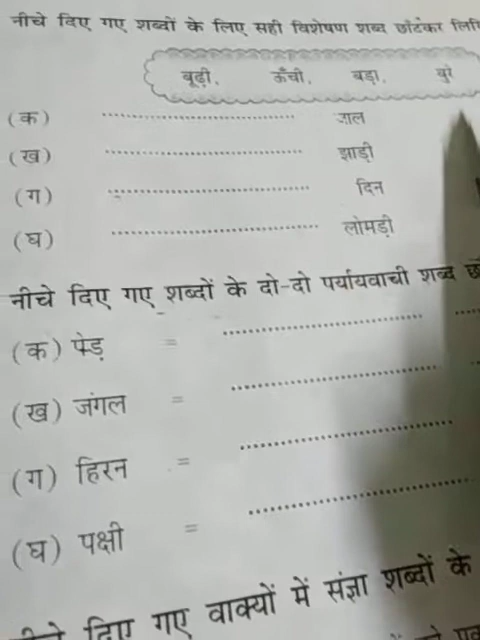 नीचे दिए गए शब्दों के लिए सही विशेषण शब्द छाँटकर
बूढ़ी, ऊँची, बड़ा, बुरे
(क) .......................... जाल
(ख) .......................... झाड़ी
(ग) .......................... दिन
(घ) .......................... लोमड़ी
नीचे दिए गए शब्दों के दो-दो पर्यायवाची शब्द
(क) पेड़ = ..........................
(ख) जंगल = ..........................
(ग) हिरन = ..........................
(घ) पक्षी = ..........................
नीचे दिए गए वाक्यों में संज्ञा शब्दों के